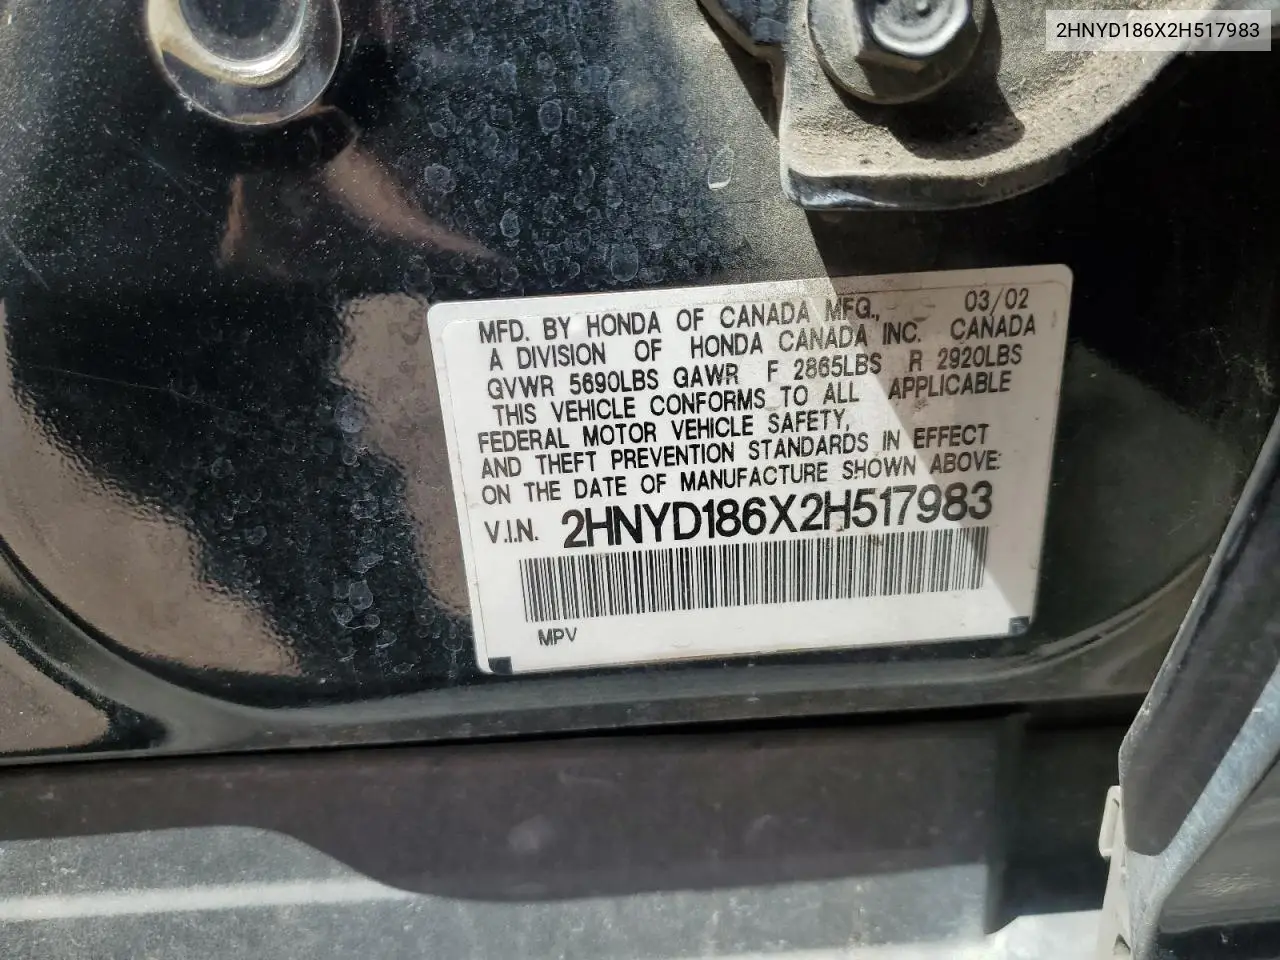 2HNYD186X2H517983
MFD. BY HONDA OF CANADA MFG., 03/02
A DIVISION OF HONDA CANADA INC. CANADA
GVWR 5690LBS GAWR F 2865LBS R 2920LBS
THIS VEHICLE CONFORMS TO ALL APPLICABLE
FEDERAL MOTOR VEHICLE SAFETY,
AND THEFT PREVENTION STANDARDS IN EFFECT
ON THE DATE OF MANUFACTURE SHOWN ABOVE:
V.I.N. 2HNYD186X2H517983
MPV